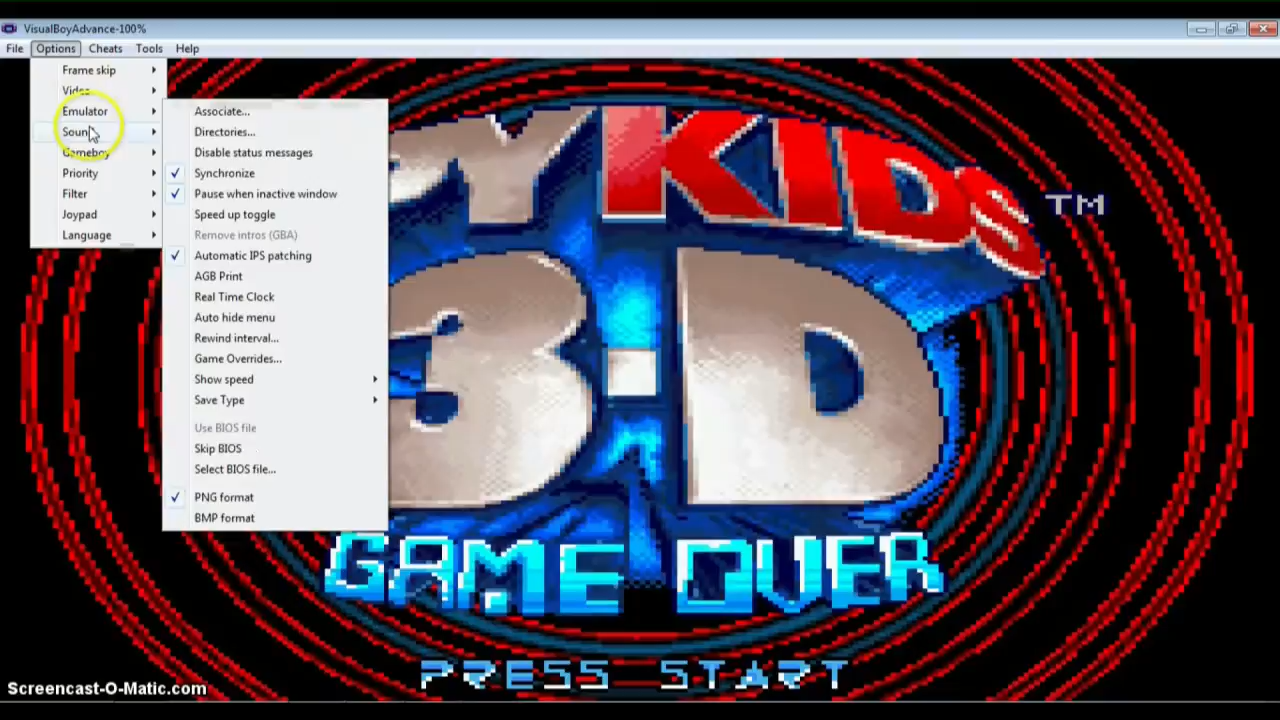 VisualBoyAdvance-100%
File Options Cheats Tools Help
Frame skip
Video
Emulator
Sound
Gameboy
Priority
Filter
Joypad
Language
Associate...
Directories...
Disable status messages
Synchronize
Pause when inactive window
Speed up toggle
Remove intros (GBA)
Automatic IPS patching
AGB Print
Real Time Clock
Auto hide menu
Rewind interval...
Game Overrides...
Show speed
Save Type
Use BIOS file
Skip BIOS
Select BIOS file...
PNG format
BMP format
Y KIDS TM
3-D
GAME OVER
PRESS START
Screencast-O-Matic.com